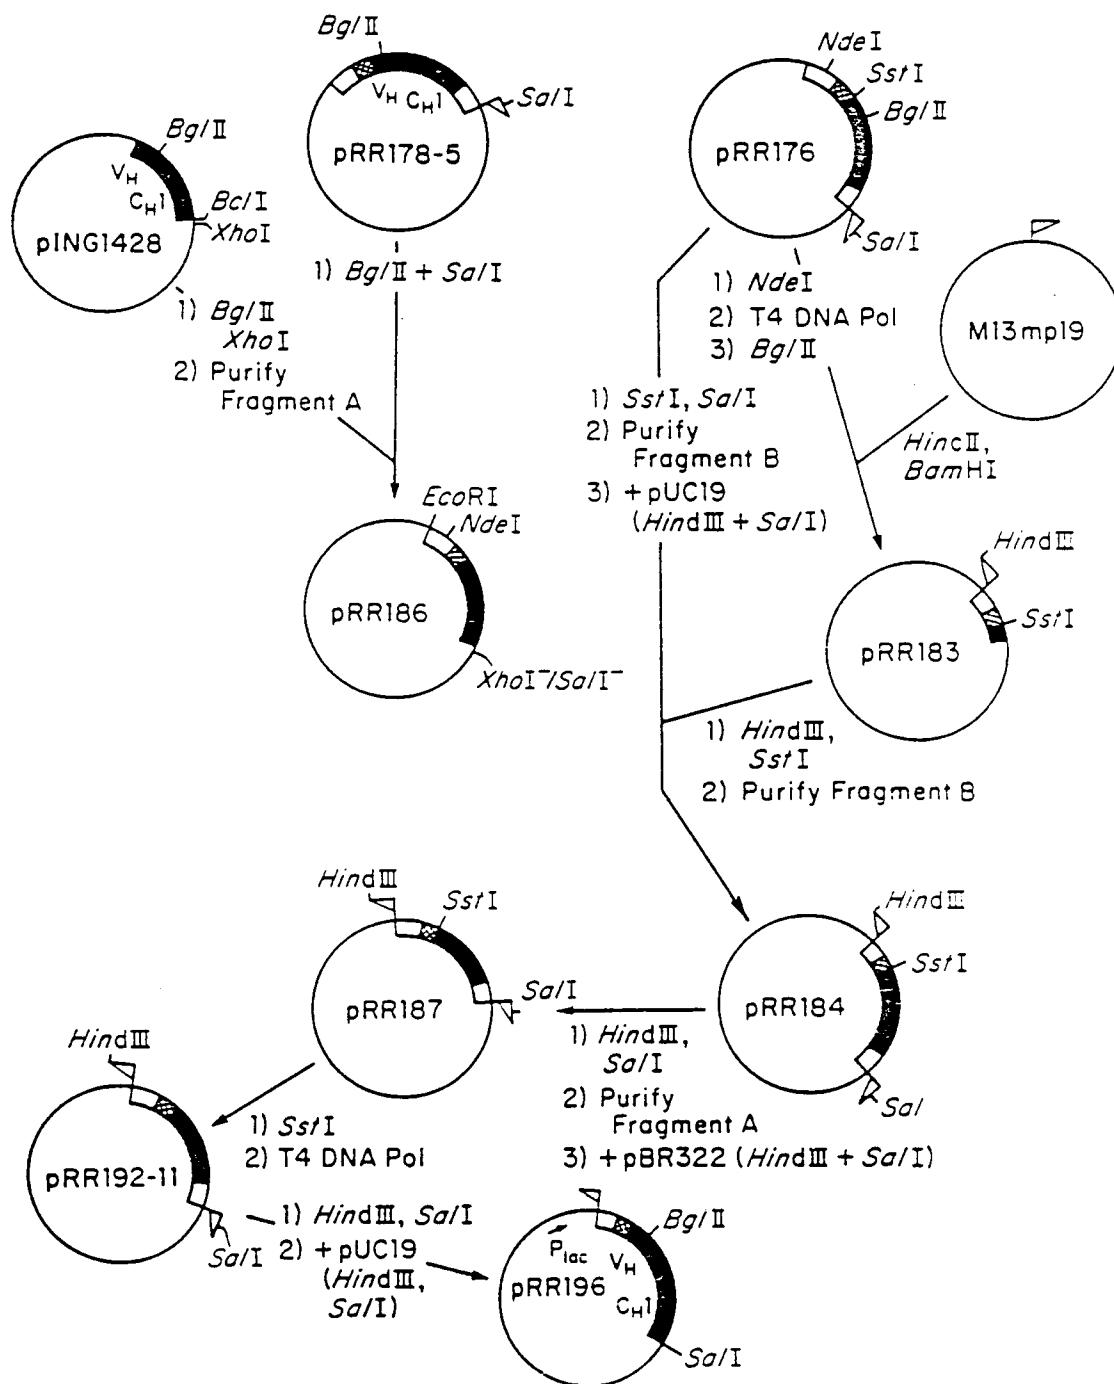 BglII
VH CH1
SalI
pRR178-5
BglII
VH
CH1
BclI
XhoI
pING1428
NdeI
SstI
BglII
pRR176
SalI
M13mp19
1) BglII + SalI
1) BglII
XhoI
2) Purify
Fragment A
1) NdeI
2) T4 DNA Pol
3) BglII
1) SstI, SalI
2) Purify
Fragment B
3) +pUC19
(HindIII + SalI)
HincII,
BamHI
EcoRI
NdeI
pRR186
XhoI⁻/SalI⁻
HindIII
SstI
pRR183
1) HindIII,
SstI
2) Purify Fragment B
HindIII
SstI
pRR187
SalI
HindIII
SstI
pRR184
Sal
1) HindIII,
SalI
2) Purify
Fragment A
3) +pBR322 (HindIII + SalI)
HindIII
pRR192-11
SalI
1) SstI
2) T4 DNA Pol
1) HindIII, SalI
2) +pUC19
(HindIII,
SalI)
BglII
Plac
VH
pRR196
CH1
SalI